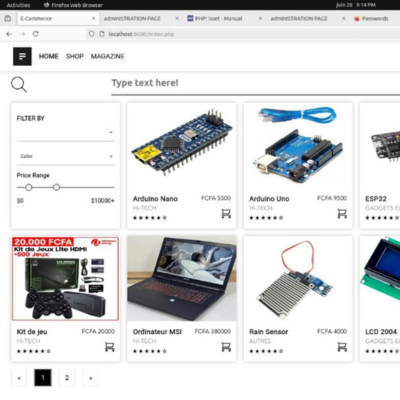 Activities
Firefox Web Browser
Juin 28 9:14 PM
E-Commerce
adminISTRATION PAGE
PHP: isset - Manual
adminISTRATION PAGE
Passwords
localhost:8000/index.php
HOME SHOP MAGAZINE
Type text here!
FILTER BY
Color
Price Range
$0 $10000+
Arduino Nano FCFA 5500
HI-TECH
Arduino Uno FCFA 9500
HI-TECH
ESP32
GADGETS E
20.000 FCFA
Kit de Jeux Lite HDMI
+500 Jeux
Kit de jeu FCFA 20000
HI-TECH
Ordinateur MSI FCFA 380000
HI-TECH
Rain Sensor FCFA 4000
AUTRES
LCD 2004
GADGETS EL
« 1 2 »